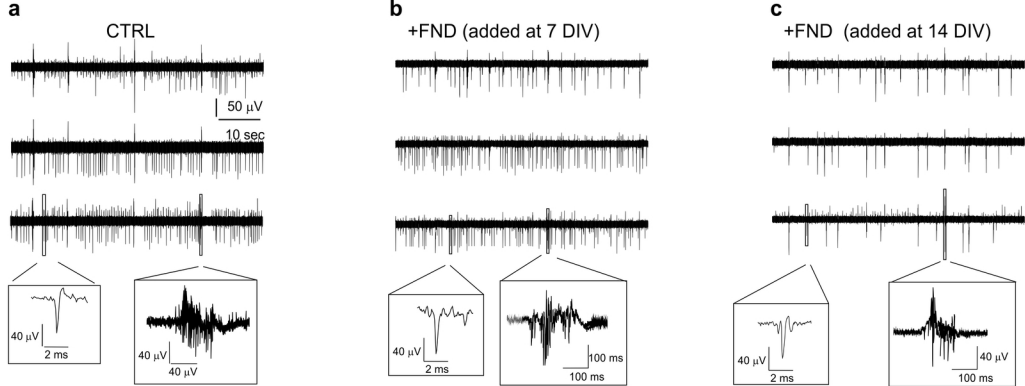 a
CTRL
50 µV
10 sec
40 µV
2 ms
40 µV
40 µV
b
+FND (added at 7 DIV)
40 µV
2 ms
100 ms
100 ms
c
+FND (added at 14 DIV)
40 µV
2 ms
40 µV
100 ms